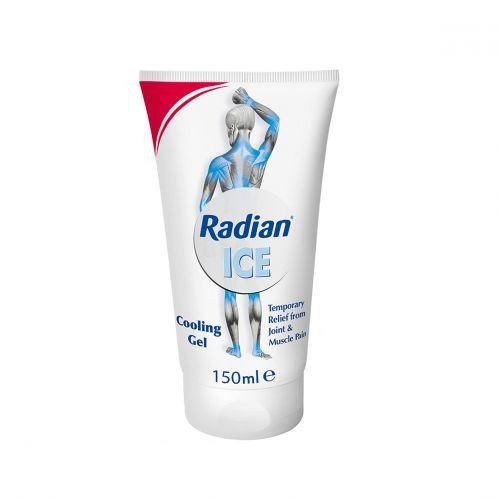 Radian®
ICE
Cooling
Gel
Temporary
Relief from
Joint &
Muscle Pain
150ml ℮